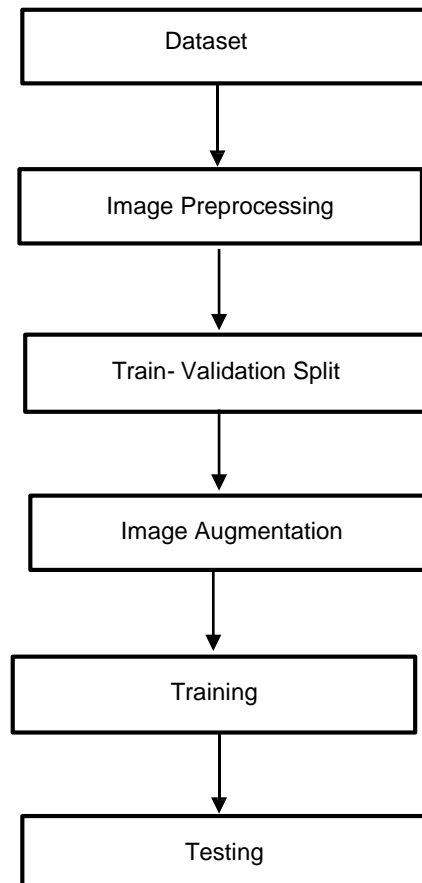 Dataset
Image Preprocessing
Train- Validation Split
Image Augmentation
Training
Testing